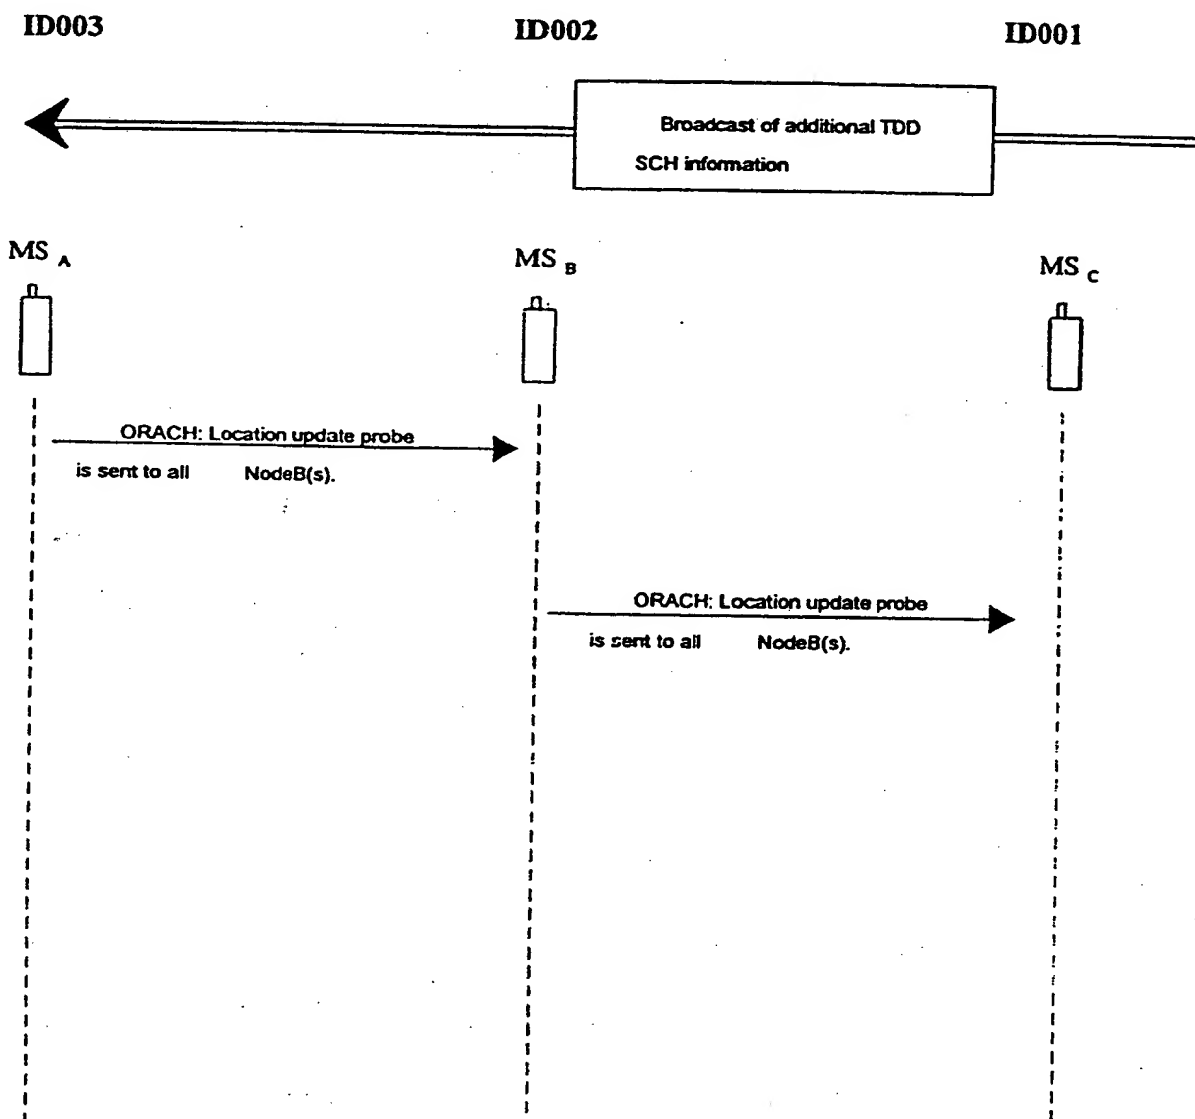 ID003 ID002 ID001
Broadcast of additional TDD
SCH information
MS A MS B MS C
ORACH: Location update probe
is sent to all NodeB(s).
ORACH: Location update probe
is sent to all NodeB(s).